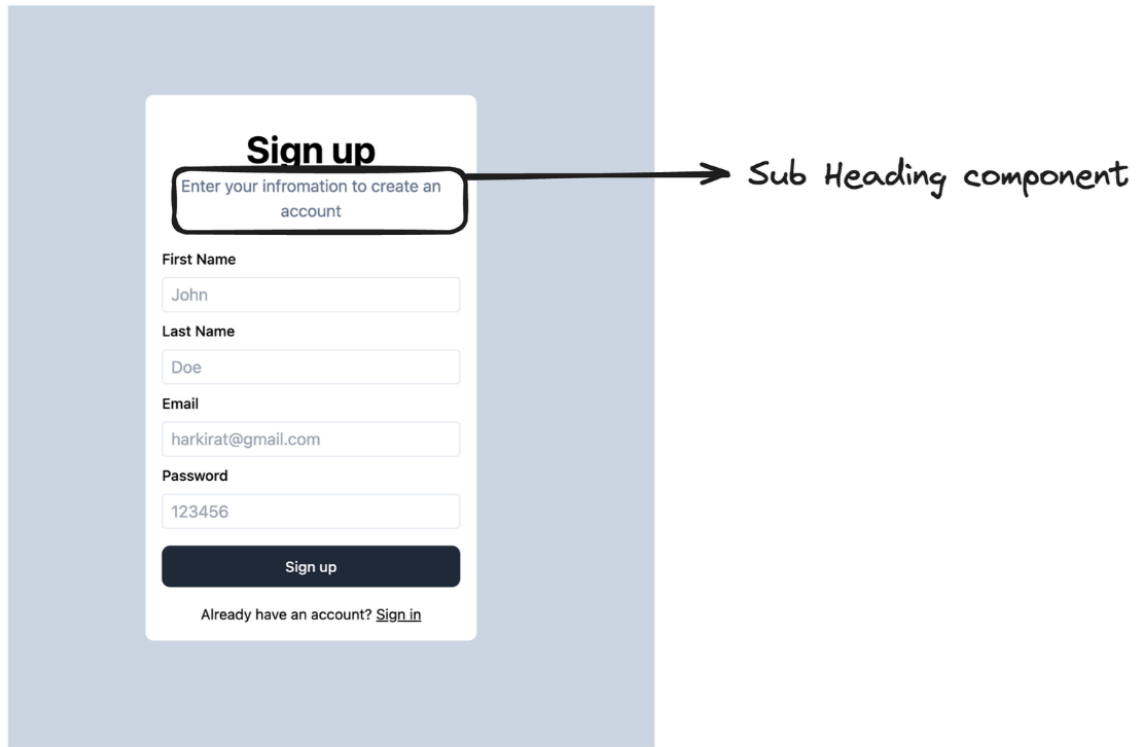 Sign up
Enter your infromation to create an
account
Sub Heading component
First Name
John
Last Name
Doe
Email
harkirat@gmail.com
Password
123456
Sign up
Already have an account? Sign in